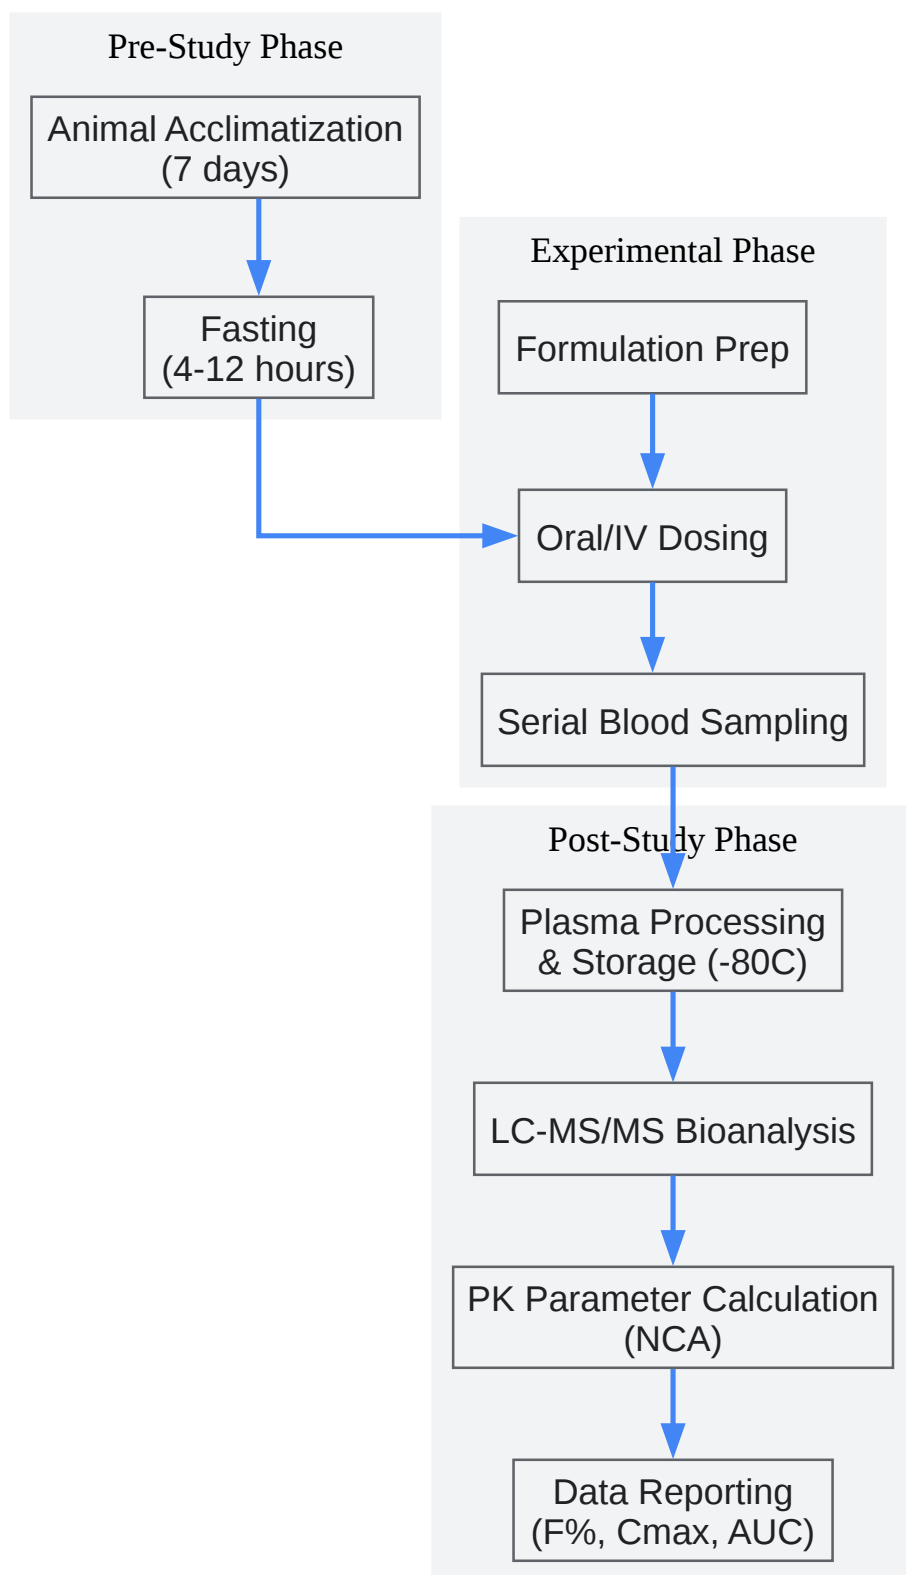 Pre-Study Phase
Animal Acclimatization
(7 days)
Fasting
(4-12 hours)
Experimental Phase
Formulation Prep
Oral/IV Dosing
Serial Blood Sampling
Post-Study Phase
Plasma Processing
& Storage (-80C)
LC-MS/MS Bioanalysis
PK Parameter Calculation
(NCA)
Data Reporting
(F%, Cmax, AUC)